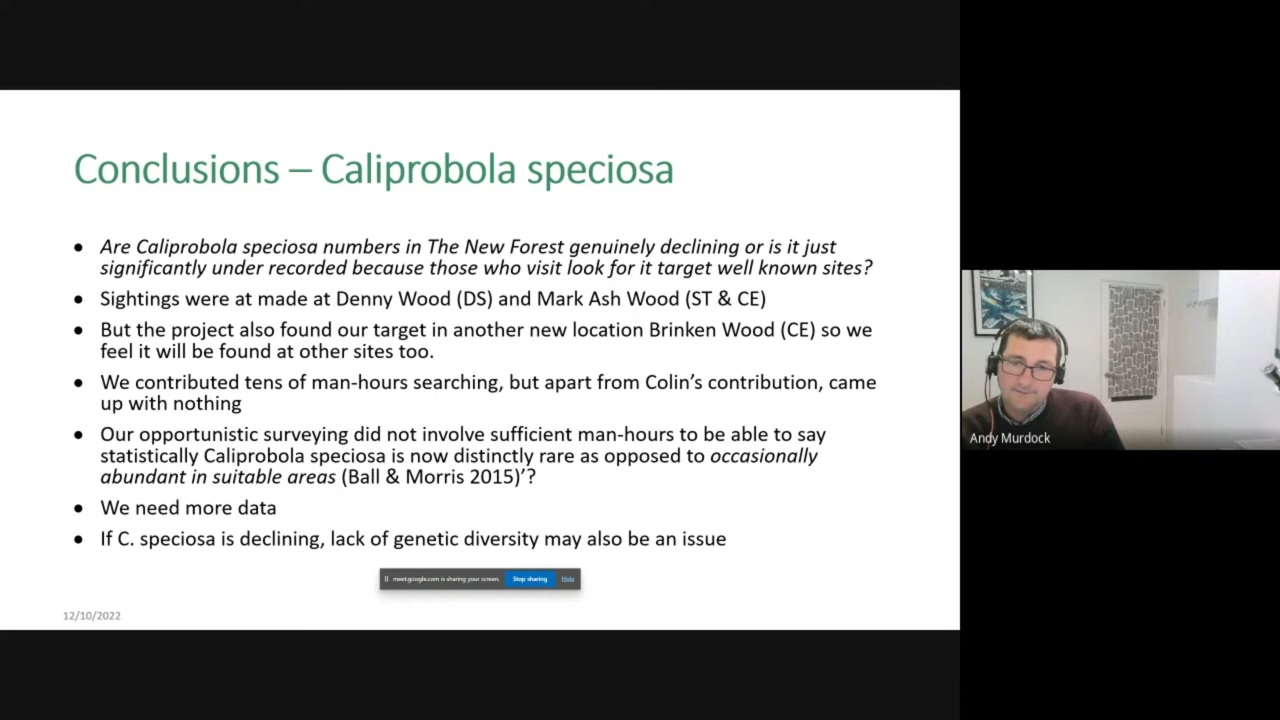 Conclusions – Caliprobola speciosa
• Are Caliprobola speciosa numbers in The New Forest genuinely declining or is it just
significantly under recorded because those who visit look for it target well known sites?
• Sightings were at made at Denny Wood (DS) and Mark Ash Wood (ST & CE)
• But the project also found our target in another new location Brinken Wood (CE) so we
feel it will be found at other sites too.
• We contributed tens of man-hours searching, but apart from Colin's contribution, came
up with nothing
• Our opportunistic surveying did not involve sufficient man-hours to be able to say
statistically Caliprobola speciosa is now distinctly rare as opposed to occasionally
abundant in suitable areas (Ball & Morris 2015)'?
• We need more data
• If C. speciosa is declining, lack of genetic diversity may also be an issue
meet.google.com is sharing your screen. Stop sharing Hide
12/10/2022
Andy Murdock